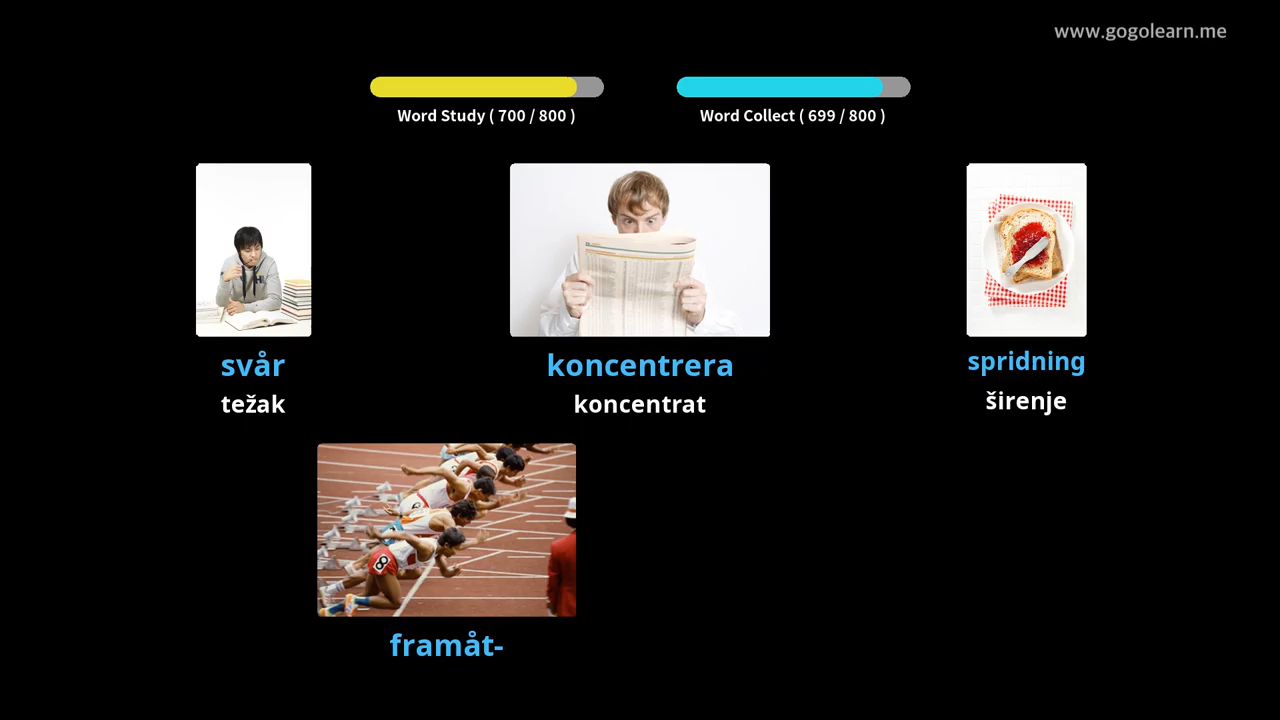 www.gogolearn.me
Word Study ( 700 / 800 )
Word Collect ( 699 / 800 )
svår
težak
koncentrera
koncentrat
spridning
širenje
framåt-